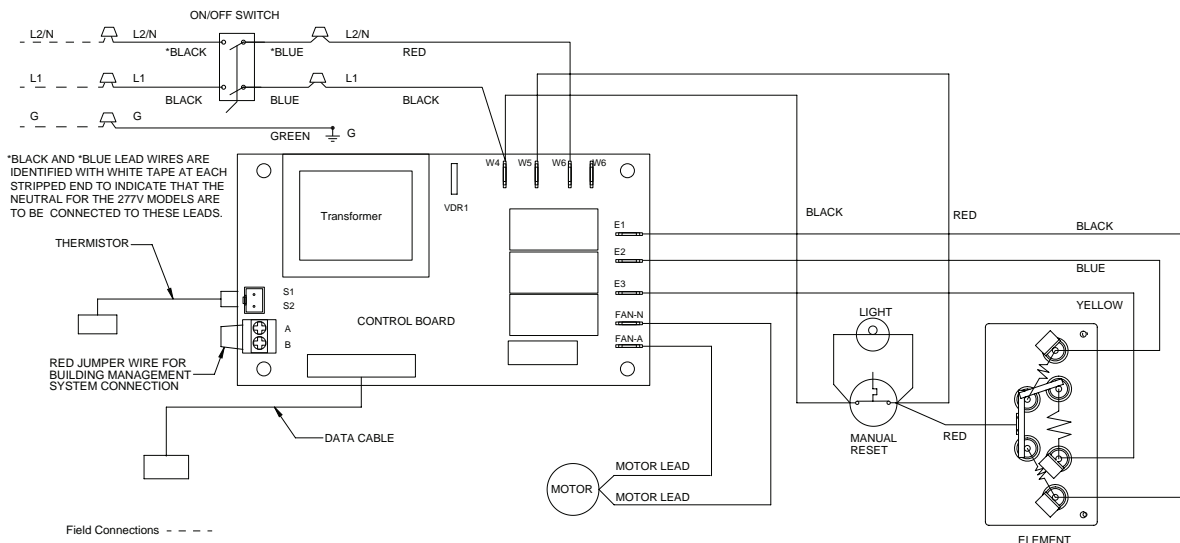 ON/OFF SWITCH
L2/N
L2/N
*BLACK
*BLUE
L2/N
RED
L1
L1
BLACK
BLUE
L1
BLACK
G
G
GREEN
G
*BLACK AND *BLUE LEAD WIRES ARE
IDENTIFIED WITH WHITE TAPE AT EACH
STRIPPED END TO INDICATE THAT THE
NEUTRAL FOR THE 277V MODELS ARE
TO BE CONNECTED TO THESE LEADS.
Transformer
VDR1
W4
W5
W6
W6
BLACK
RED
E1
BLACK
E2
BLUE
E3
YELLOW
FAN-N
FAN-A
THERMISTOR
S1
S2
A
B
CONTROL BOARD
RED JUMPER WIRE FOR
BUILDING MANAGEMENT
SYSTEM CONNECTION
DATA CABLE
LIGHT
MANUAL
RESET
RED
MOTOR
MOTOR LEAD
MOTOR LEAD
ELEMENT
Field Connections - - - -